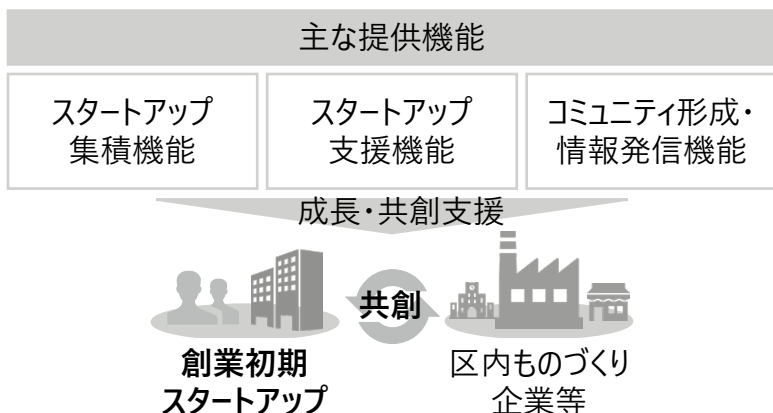 主な提供機能
スタートアップ
集積機能
スタートアップ
支援機能
コミュニティ形成・
情報発信機能
成長・共創支援
共創
創業初期
スタートアップ
区内ものづくり
企業等